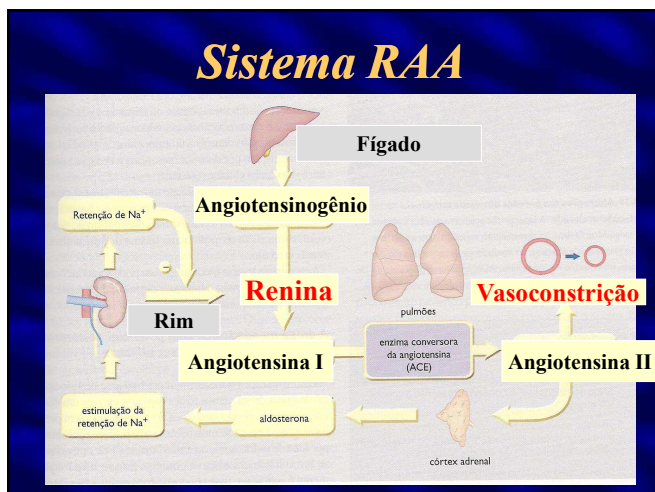 Sistema RAA
Fígado
Angiotensinogênio
Retenção de Na⁺
Renina
Rim
pulmões
Vasoconstrição
Angiotensina I
enzima conversora
da angiotensina
(ACE)
Angiotensina II
estimulação da
retenção de Na⁺
aldosterona
córtex adrenal